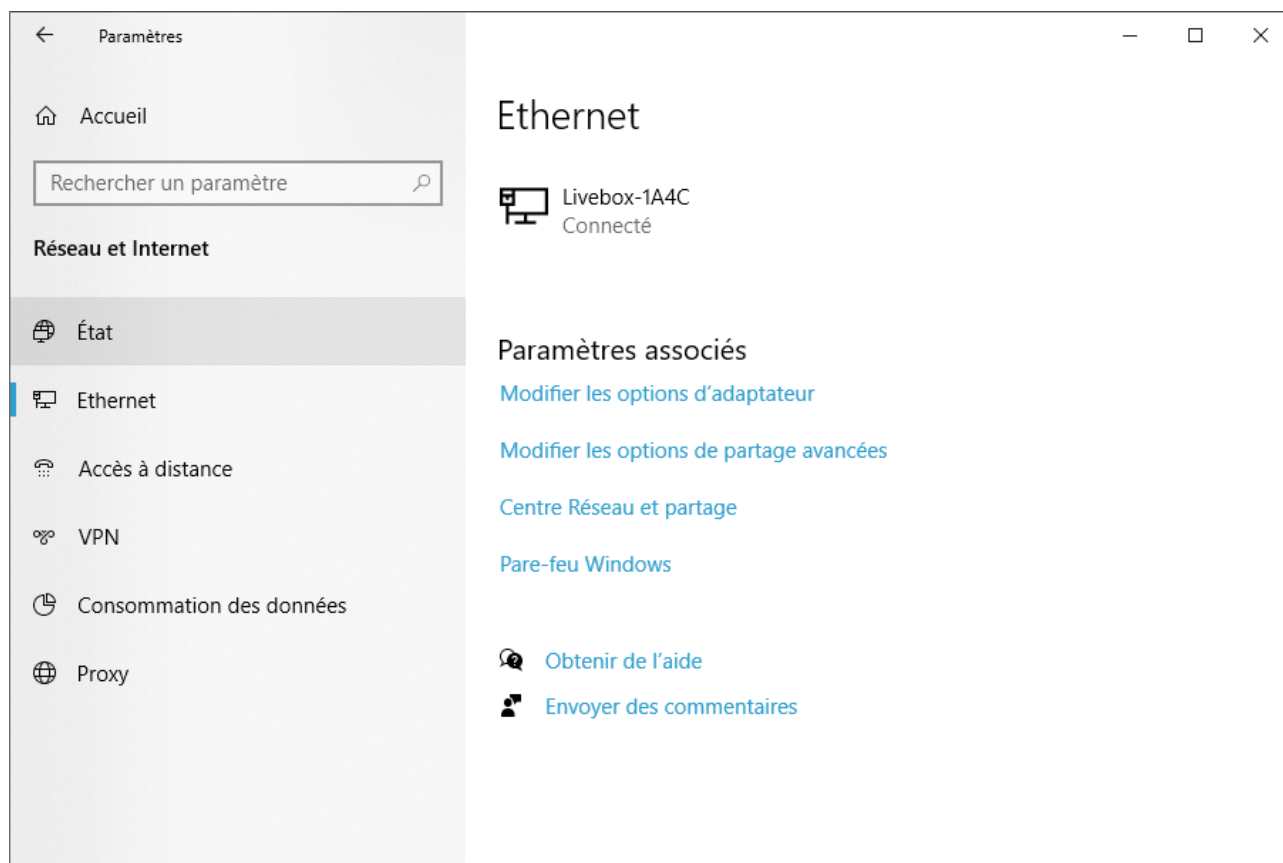 Paramètres
Accueil
Rechercher un paramètre
Réseau et Internet
État
Ethernet
Accès à distance
VPN
Consommation des données
Proxy
Ethernet
Livebox-1A4C
Connecté
Paramètres associés
Modifier les options d’adaptateur
Modifier les options de partage avancées
Centre Réseau et partage
Pare-feu Windows
Obtenir de l’aide
Envoyer des commentaires